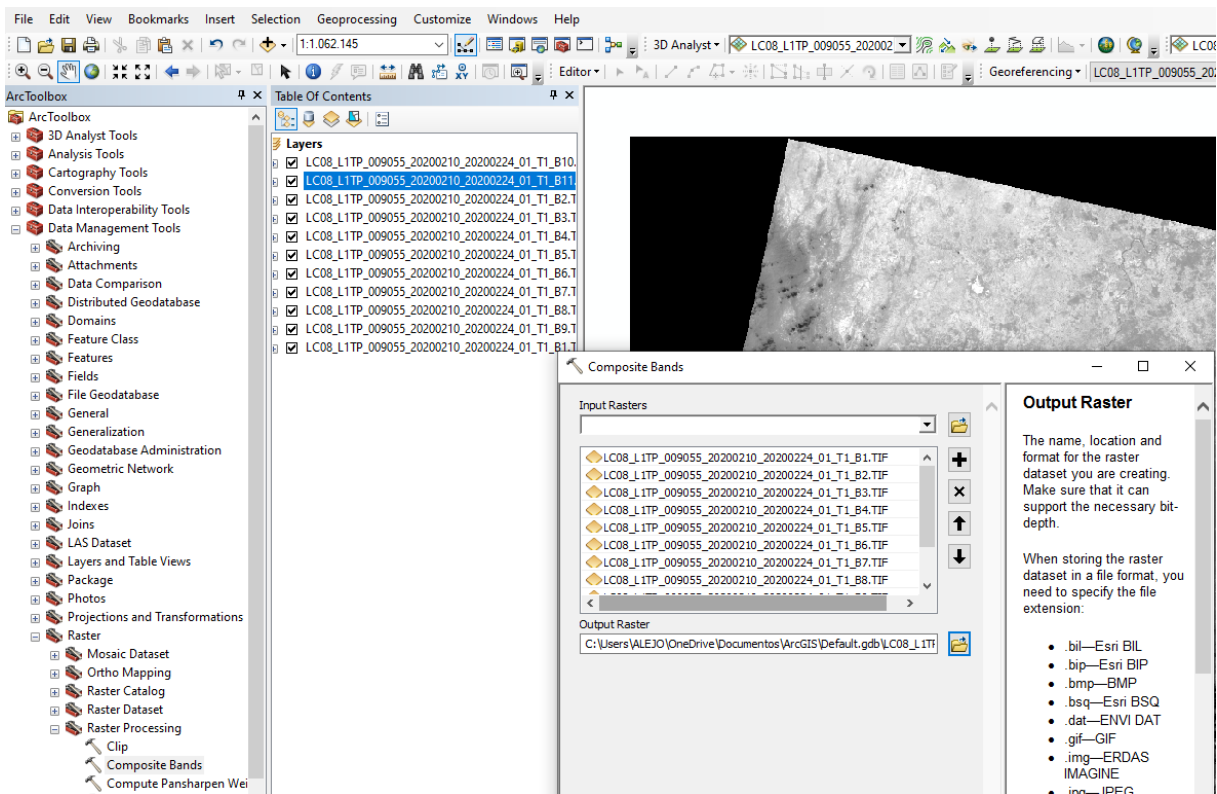 File Edit View Bookmarks Insert Selection Geoprocessing Customize Windows Help
1:1.062.145
3D Analyst
LC08_L1TP_009055_202002
LC08
Editor
Georeferencing
LC08_L1TP_009055_202
ArcToolbox
ArcToolbox
3D Analyst Tools
Analysis Tools
Cartography Tools
Conversion Tools
Data Interoperability Tools
Data Management Tools
Archiving
Attachments
Data Comparison
Distributed Geodatabase
Domains
Feature Class
Features
Fields
File Geodatabase
General
Generalization
Geodatabase Administration
Geometric Network
Graph
Indexes
Joins
LAS Dataset
Layers and Table Views
Package
Photos
Projections and Transformations
Raster
Mosaic Dataset
Ortho Mapping
Raster Catalog
Raster Dataset
Raster Processing
Clip
Composite Bands
Compute Pansharpen Wei
Table Of Contents
Layers
LC08_L1TP_009055_20200210_20200224_01_T1_B10.
LC08_L1TP_009055_20200210_20200224_01_T1_B11.
LC08_L1TP_009055_20200210_20200224_01_T1_B2.T
LC08_L1TP_009055_20200210_20200224_01_T1_B3.T
LC08_L1TP_009055_20200210_20200224_01_T1_B4.T
LC08_L1TP_009055_20200210_20200224_01_T1_B5.T
LC08_L1TP_009055_20200210_20200224_01_T1_B6.T
LC08_L1TP_009055_20200210_20200224_01_T1_B7.T
LC08_L1TP_009055_20200210_20200224_01_T1_B8.T
LC08_L1TP_009055_20200210_20200224_01_T1_B9.T
LC08_L1TP_009055_20200210_20200224_01_T1_B1.T
Composite Bands
Input Rasters
LC08_L1TP_009055_20200210_20200224_01_T1_B1.TIF
LC08_L1TP_009055_20200210_20200224_01_T1_B2.TIF
LC08_L1TP_009055_20200210_20200224_01_T1_B3.TIF
LC08_L1TP_009055_20200210_20200224_01_T1_B4.TIF
LC08_L1TP_009055_20200210_20200224_01_T1_B5.TIF
LC08_L1TP_009055_20200210_20200224_01_T1_B6.TIF
LC08_L1TP_009055_20200210_20200224_01_T1_B7.TIF
LC08_L1TP_009055_20200210_20200224_01_T1_B8.TIF
Output Raster
C:\Users\ALEJO\OneDrive\Documentos\ArcGIS\Default.gdb\LC08_L1TF
Output Raster
The name, location and
format for the raster
dataset you are creating.
Make sure that it can
support the necessary bit-
depth.
When storing the raster
dataset in a file format, you
need to specify the file
extension:
• .bil—Esri BIL
• .bip—Esri BIP
• .bmp—BMP
• .bsq—Esri BSQ
• .dat—ENVI DAT
• .gif—GIF
• .img—ERDAS
IMAGINE
• .jpg—JPEG